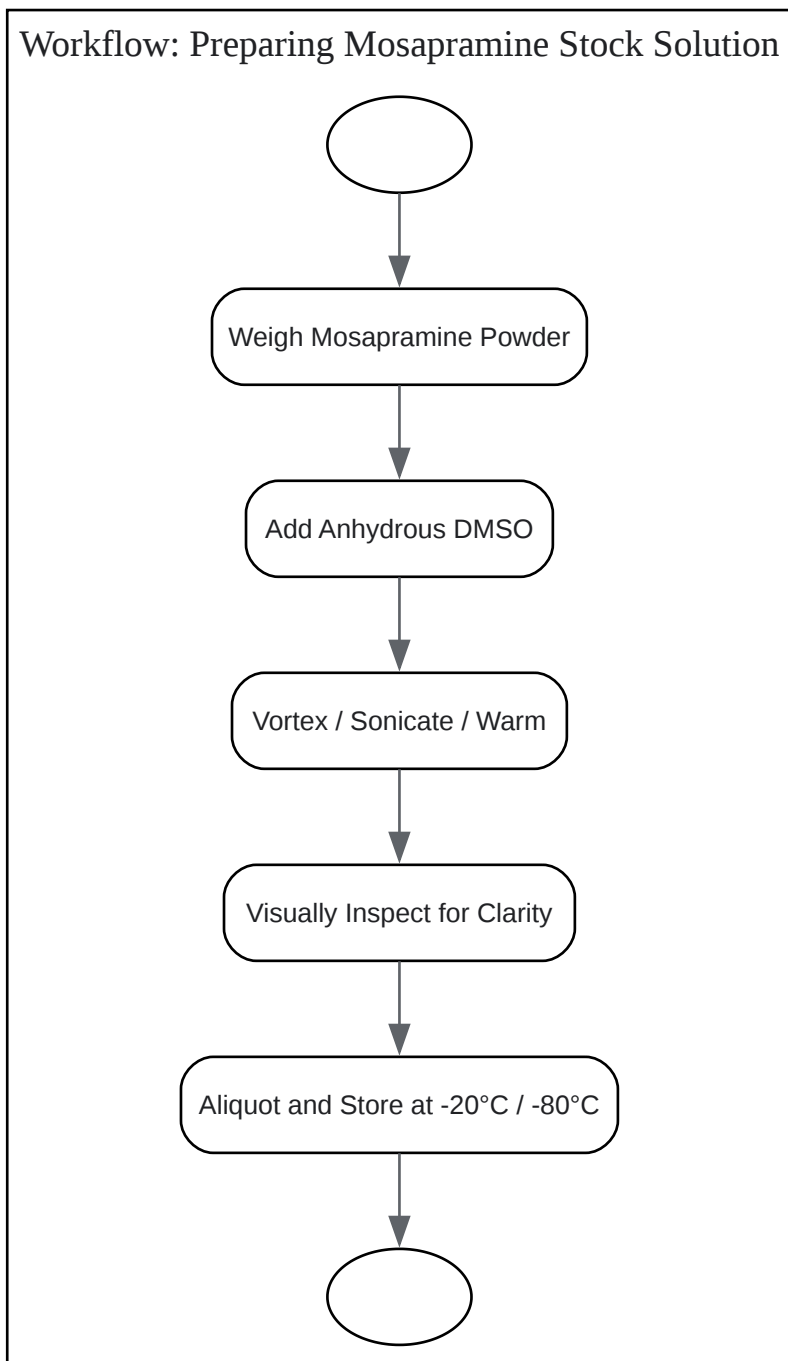 Workflow: Preparing Mosapramine Stock Solution
Weigh Mosapramine Powder
Add Anhydrous DMSO
Vortex / Sonicate / Warm
Visually Inspect for Clarity
Aliquot and Store at -20°C / -80°C